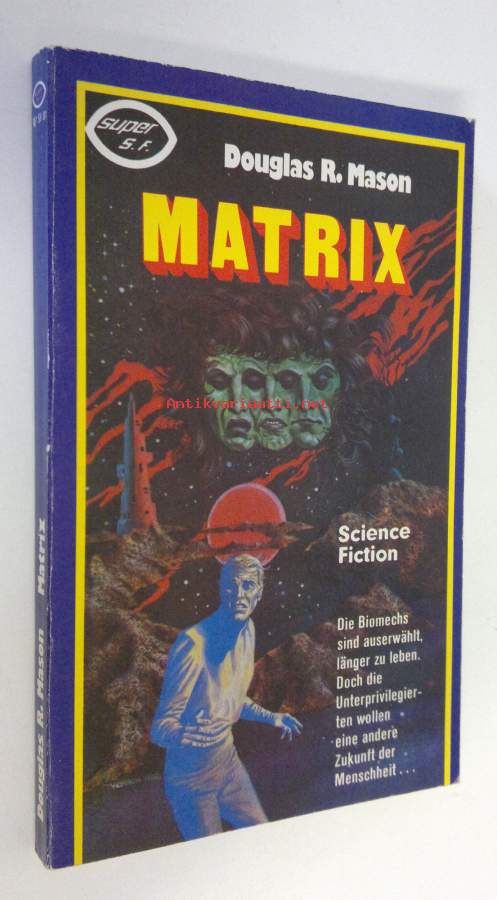 super
S.F.
Douglas R. Mason
MATRIX
Antikvariaatti.net
Science
Fiction
Die Biomechs
sind auserwählt,
länger zu leben.
Doch die
Unterprivilegier-
ten wollen
eine andere
Zukunft der
Menschheit...
Douglas R. Mason Matrix